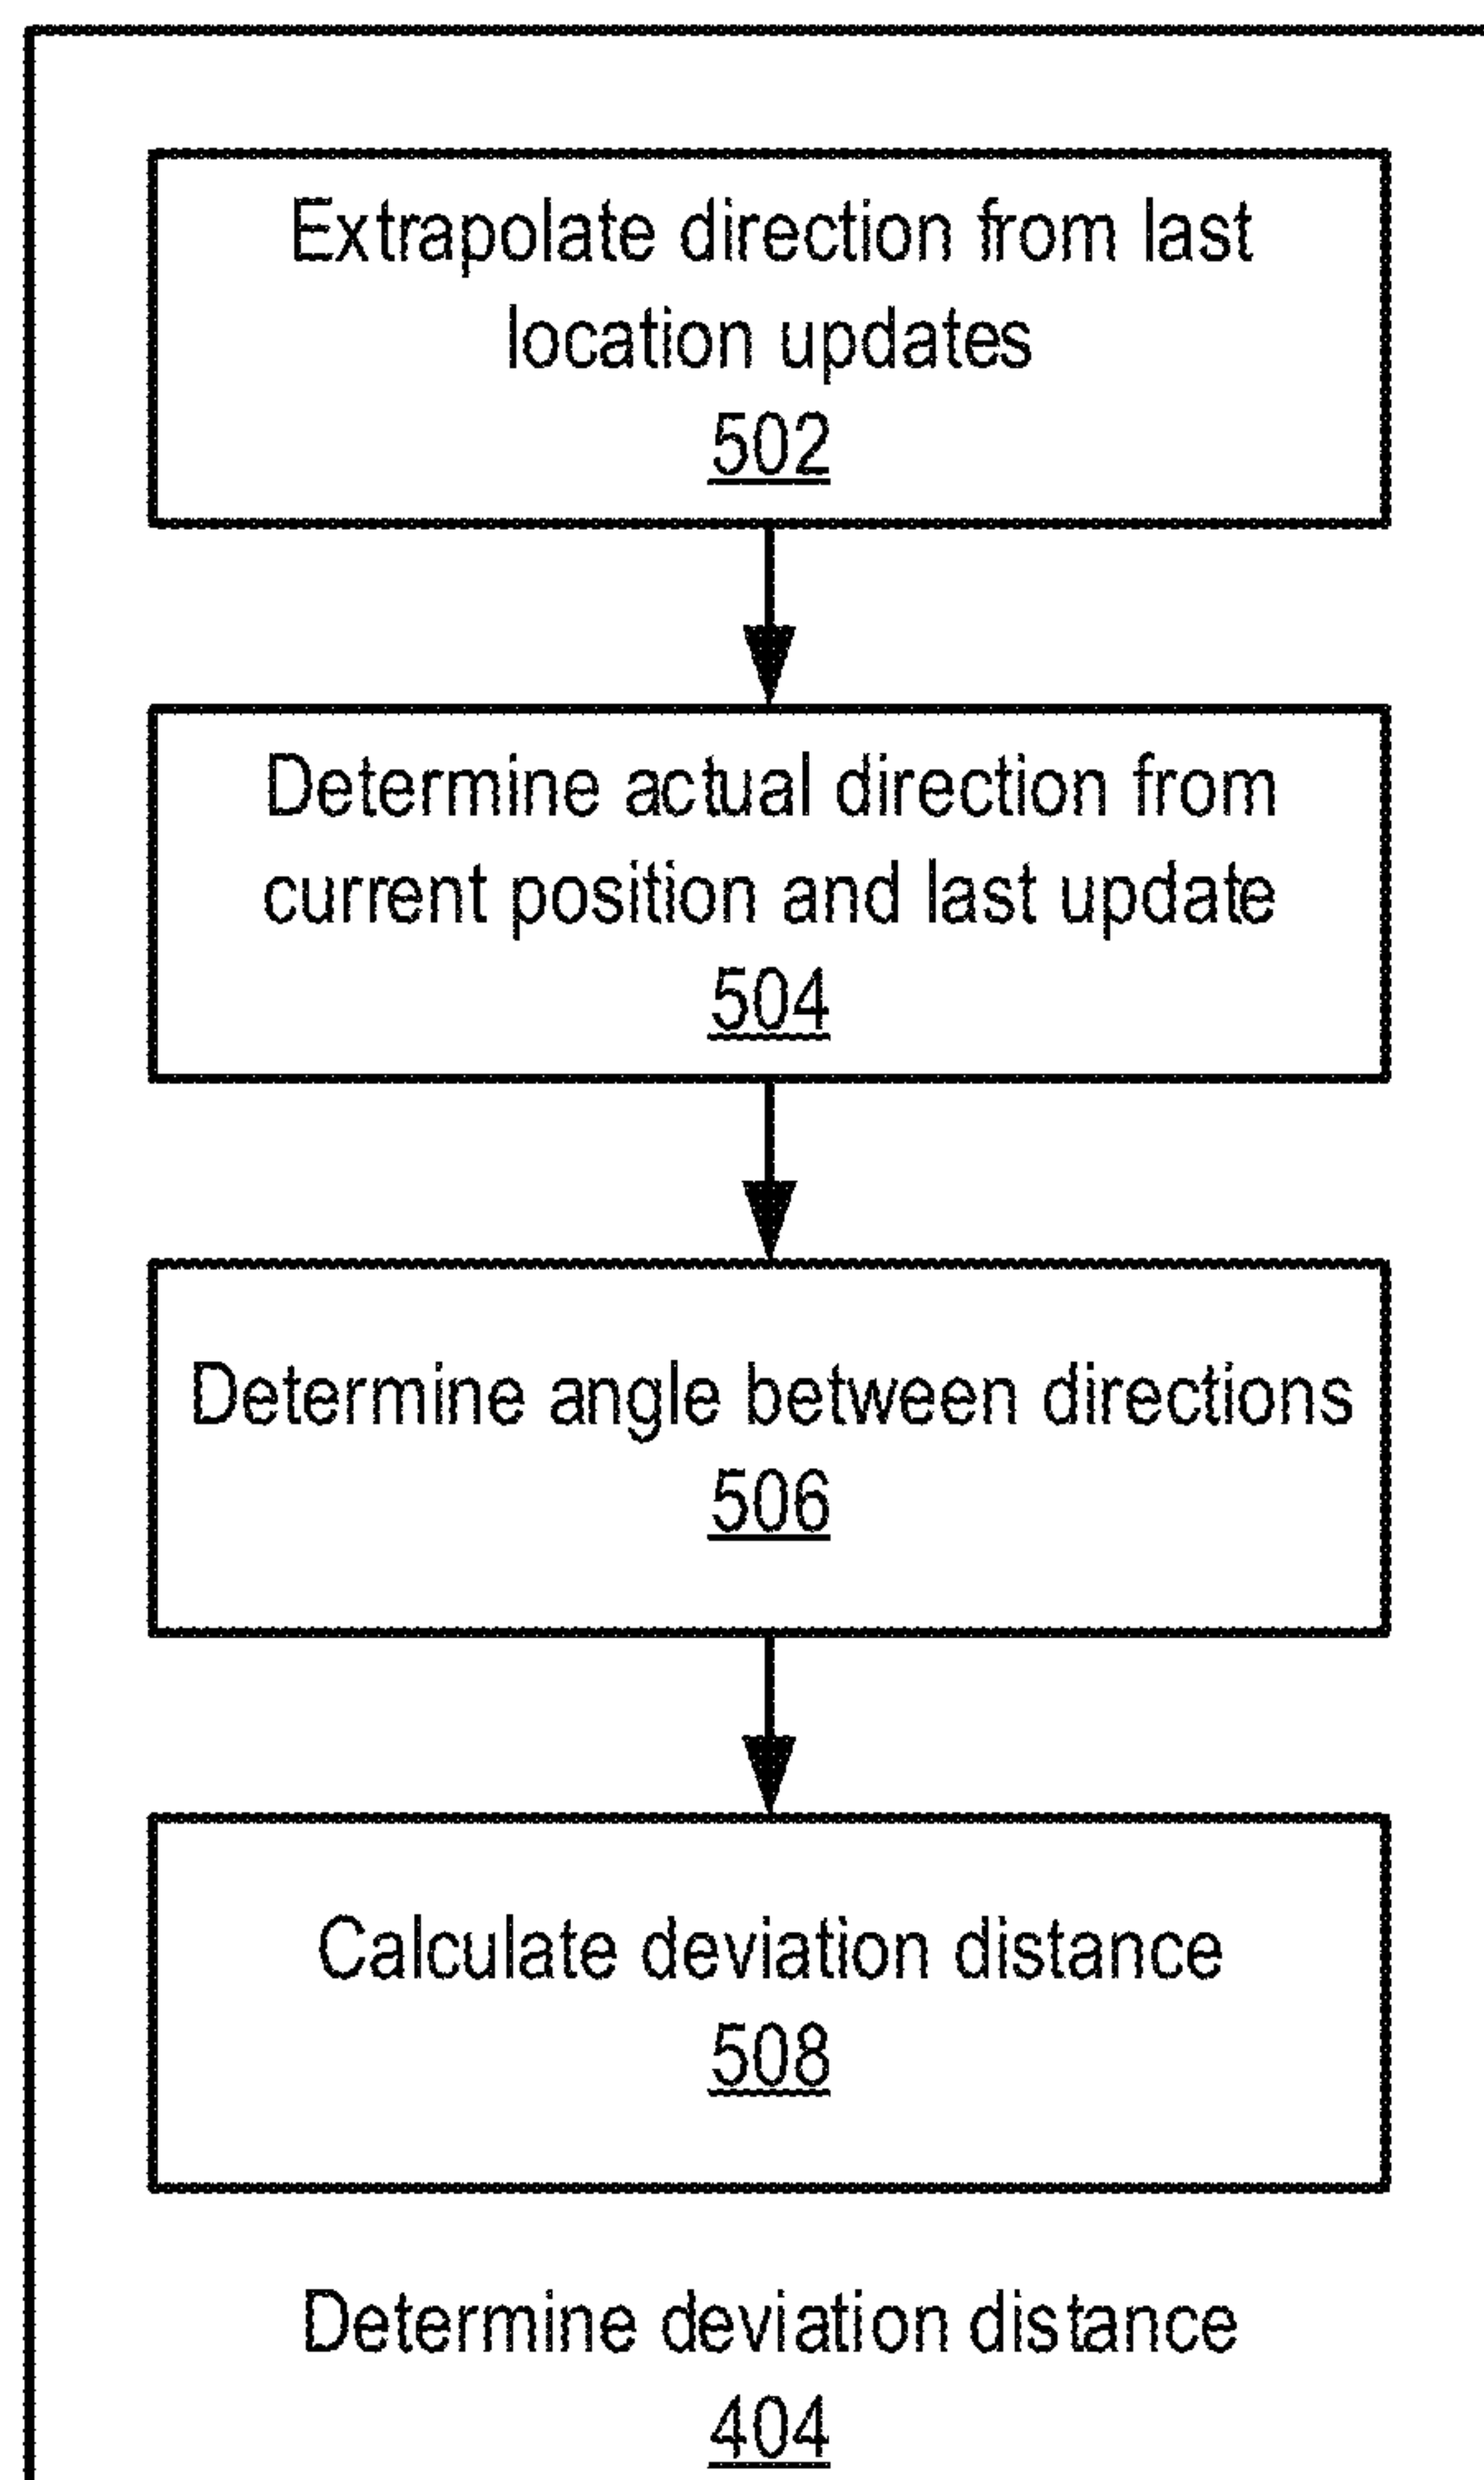 Extrapolate direction from last
location updates
502
Determine actual direction from
current position and last update
504
Determine angle between directions
506
Calculate deviation distance
508
Determine deviation distance
404